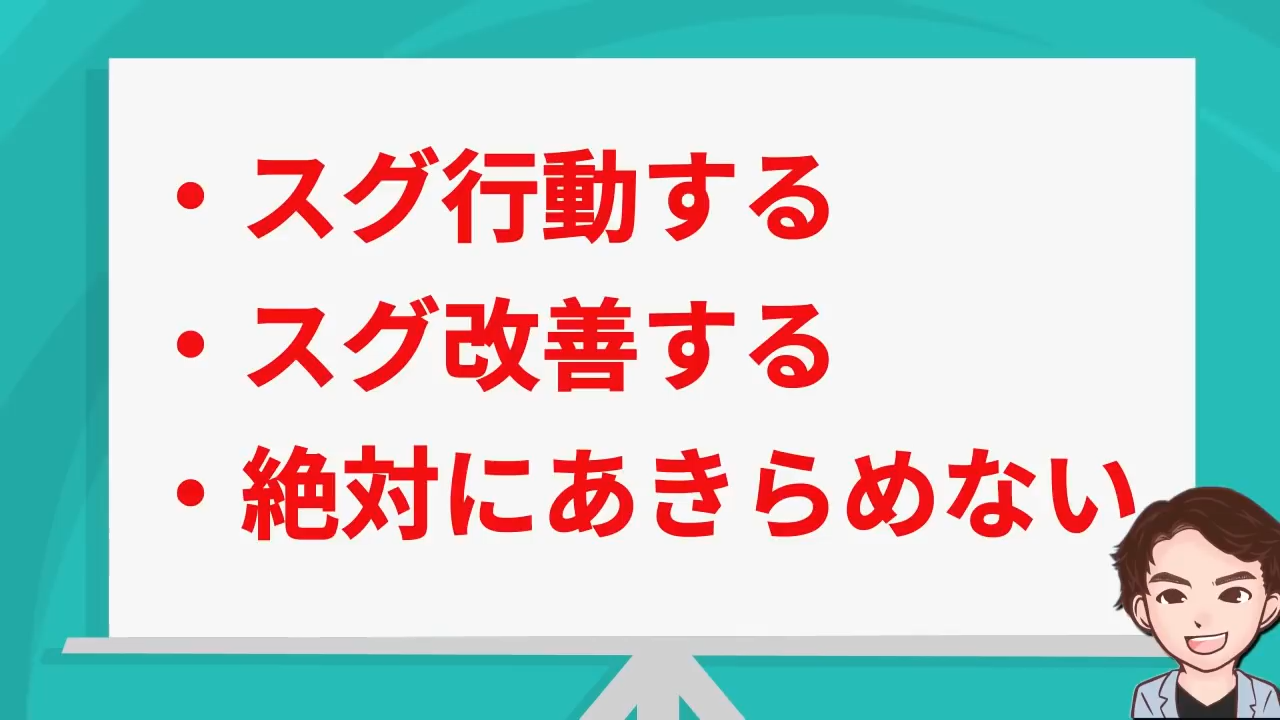 ・スグ行動する
・スグ改善する
・絶対にあきらめない